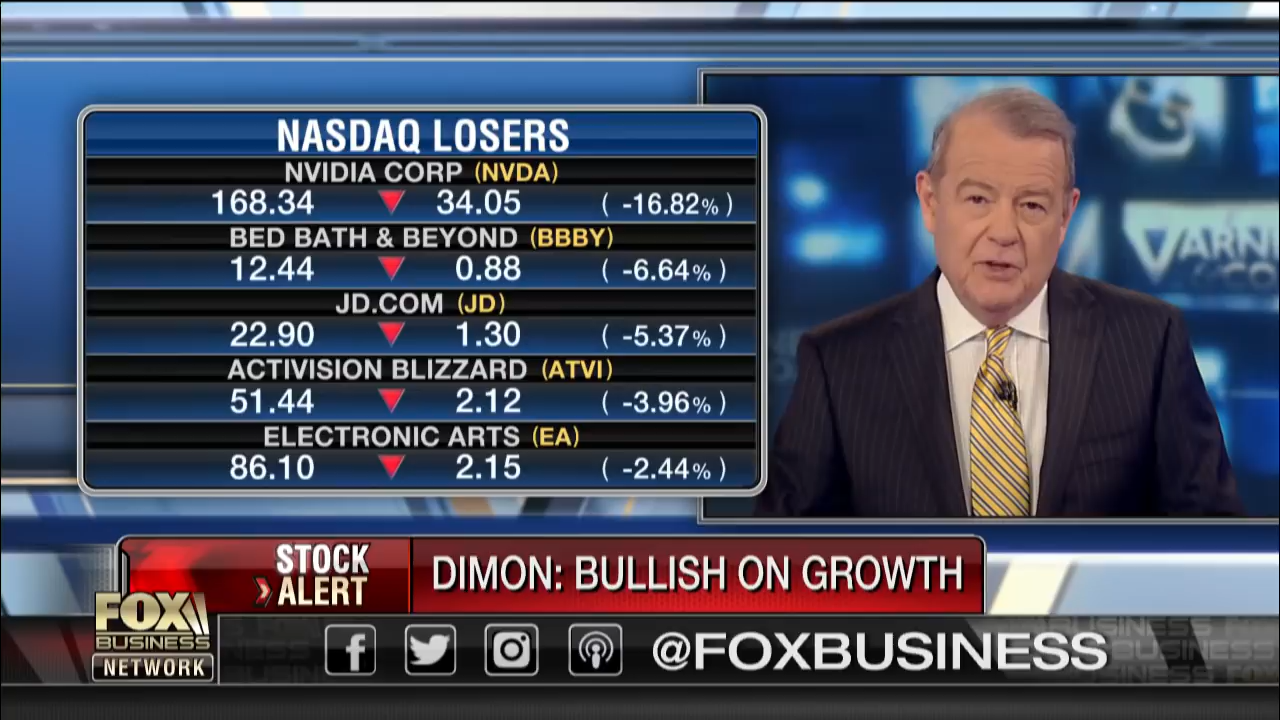 NASDAQ LOSERS
NVIDIA CORP (NVDA)
168.34 ▼ 34.05 ( -16.82% )
BED BATH & BEYOND (BBBY)
12.44 ▼ 0.88 ( -6.64% )
JD.COM (JD)
22.90 ▼ 1.30 ( -5.37% )
ACTIVISION BLIZZARD (ATVI)
51.44 ▼ 2.12 ( -3.96% )
ELECTRONIC ARTS (EA)
86.10 ▼ 2.15 ( -2.44% )
VARN
& CO
STOCK
ALERT
DIMON: BULLISH ON GROWTH
FOX
BUSINESS
NETWORK
@FOXBUSINESS